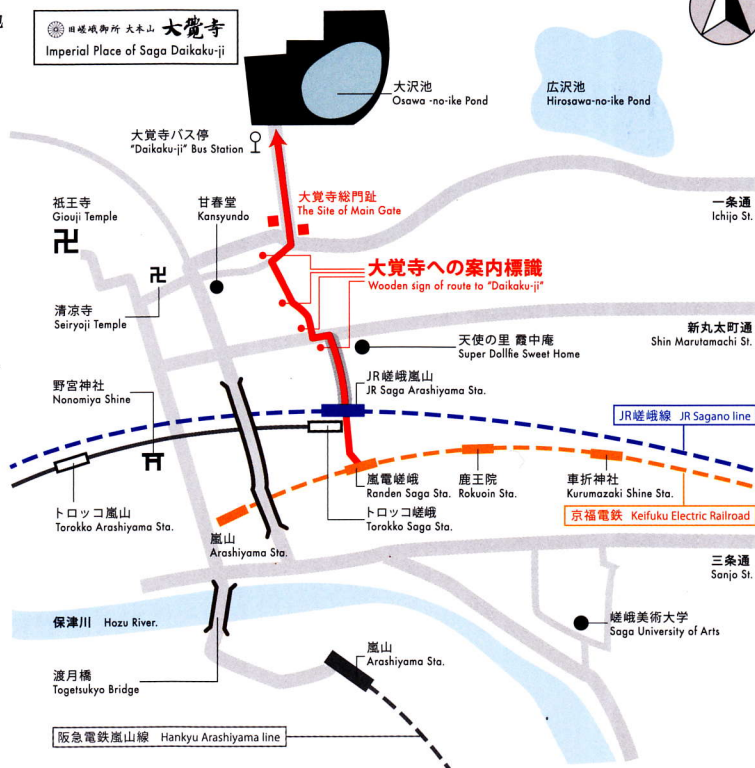 旧嵯峨御所 大本山 大覺寺
Imperial Place of Saga Daikaku-ji
大沢池
Osawa -no-ike Pond
広沢池
Hirosawa-no-ike Pond
大覚寺バス停
"Daikaku-ji" Bus Station
祇王寺
Giouji Temple
甘春堂
Kansyundo
大覚寺総門趾
The Site of Main Gate
一条通
Ichijo St.
大覚寺への案内標識
Wooden sign of route to "Daikaku-ji"
清凉寺
Seiryoji Temple
新丸太町通
Shin Marutamachi St.
天使の里 霞中庵
Super Dollfie Sweet Home
野宮神社
Nonomiya Shine
JR嵯峨嵐山
JR Saga Arashiyama Sta.
JR嵯峨線 JR Sagano line
トロッコ嵐山
Torokko Arashiyama Sta.
嵐電嵯峨
Randen Saga Sta.
鹿王院
Rokuoin Sta.
車折神社
Kurumazaki Shine Sta.
トロッコ嵯峨
Torokko Saga Sta.
京福電鉄 Keifuku Electric Railroad
嵐山
Arashiyama Sta.
三条通
Sanjo St.
保津川 Hozu River.
嵯峨美術大学
Saga University of Arts
嵐山
Arashiyama Sta.
渡月橋
Togetsukyo Bridge
阪急電鉄嵐山線 Hankyu Arashiyama line